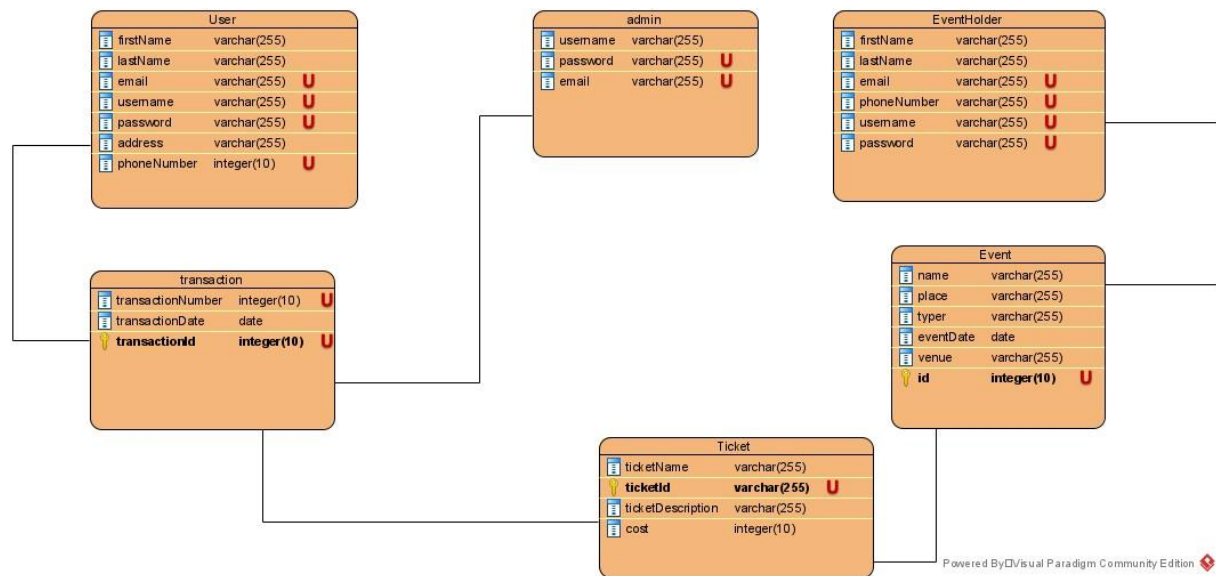 User
firstName varchar(255)
lastName varchar(255)
email varchar(255) U
username varchar(255) U
password varchar(255) U
address varchar(255)
phoneNumber integer(10) U
admin
username varchar(255)
password varchar(255) U
email varchar(255) U
EventHolder
firstName varchar(255)
lastName varchar(255)
email varchar(255) U
phoneNumber varchar(255) U
username varchar(255) U
password varchar(255) U
transaction
transactionNumber integer(10) U
transactionDate date
transactionId integer(10) U
Event
name varchar(255)
place varchar(255)
typer varchar(255)
eventDate date
venue varchar(255)
id integer(10) U
Ticket
ticketName varchar(255)
ticketId varchar(255) U
ticketDescription varchar(255)
cost integer(10)
Powered By□Visual Paradigm Community Edition